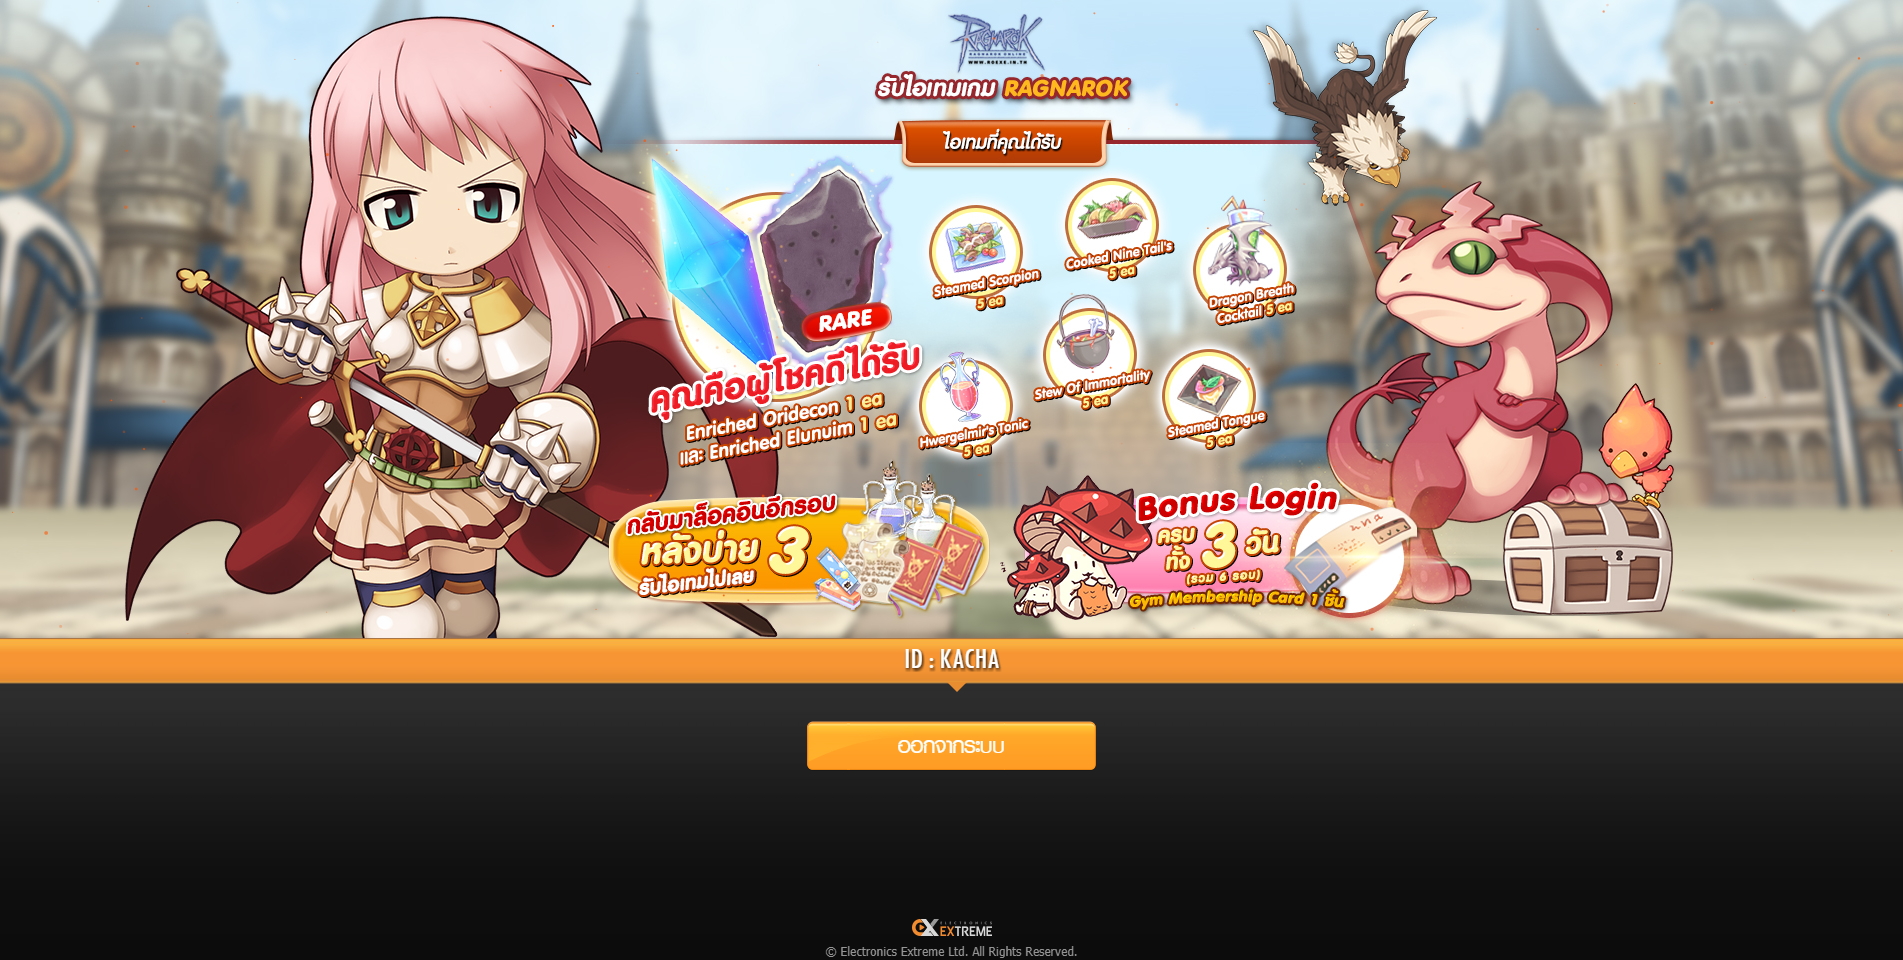 RAGNAROK
RAGNAROK ONLINE
WWW.ROEXE.IN.TH
รับไอเทมเกม RAGNAROK
ไอเทมที่คุณได้รับ
RARE
คุณคือผู้โชคดีได้รับ
Enriched Oridecon 1 ea
และ Enriched Elunuim 1 ea
Steamed Scorpion
5 ea
Cooked Nine Tail's
5 ea
Dragon Breath
Cocktail 5 ea
Hwergelmir's Tonic
5 ea
Stew Of Immortality
5 ea
Steamed Tongue
5 ea
กลับมาล็อคอินอีกรอบ
หลังบ่าย 3
รับไอเทมไปเลย
Bonus Login
ครบ
ทั้ง 3 วัน
(รวม 6 รอบ)
Gym Membership Card 1 ชิ้น
ID : KACHA
ออกจากระบบ
ELECTRONICS
EXTREME
© Electronics Extreme Ltd. All Rights Reserved.